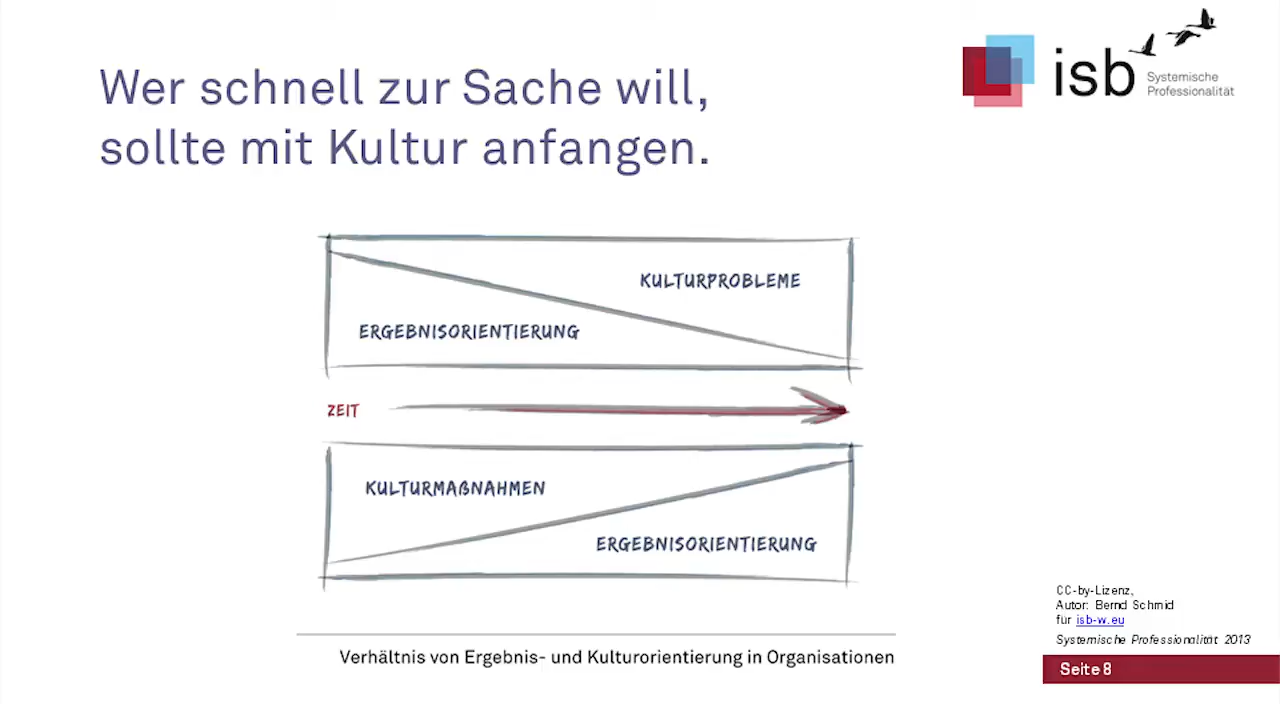 Wer schnell zur Sache will,
sollte mit Kultur anfangen.
isb
Systemische
Professionalität
KULTURPROBLEME
ERGEBNISORIENTIERUNG
ZEIT
KULTURMAßNAHMEN
ERGEBNISORIENTIERUNG
Verhältnis von Ergebnis- und Kulturorientierung in Organisationen
CC-by-Lizenz,
Autor: Bernd Schmid
für isb-w.eu
Systemische Professionalität 2013
Seite 8